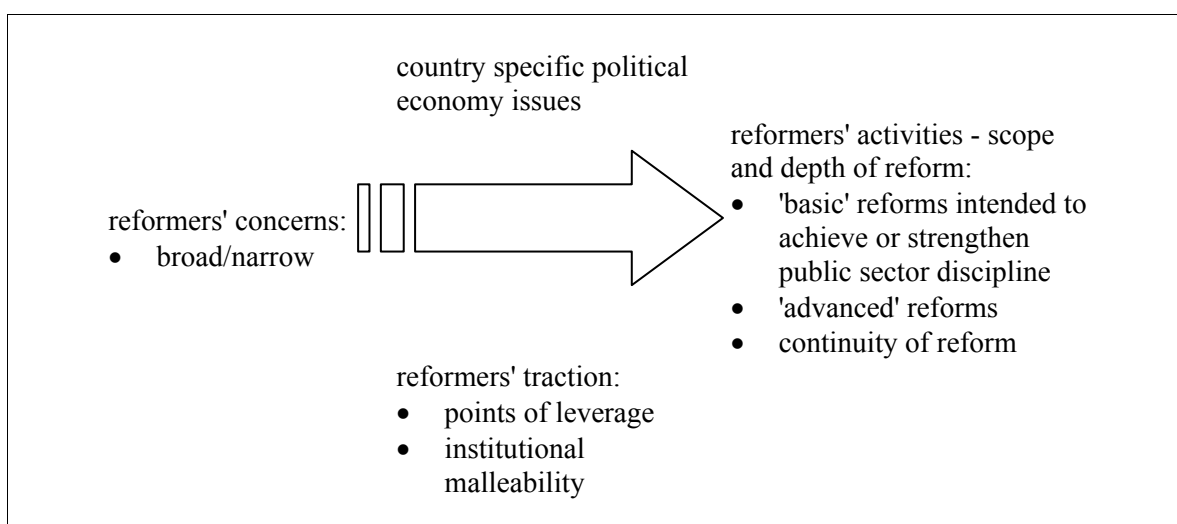 country specific political
economy issues
reformers' concerns:
• broad/narrow
reformers' activities - scope
and depth of reform:
• 'basic' reforms intended to
achieve or strengthen
public sector discipline
• 'advanced' reforms
• continuity of reform
reformers' traction:
• points of leverage
• institutional
malleability